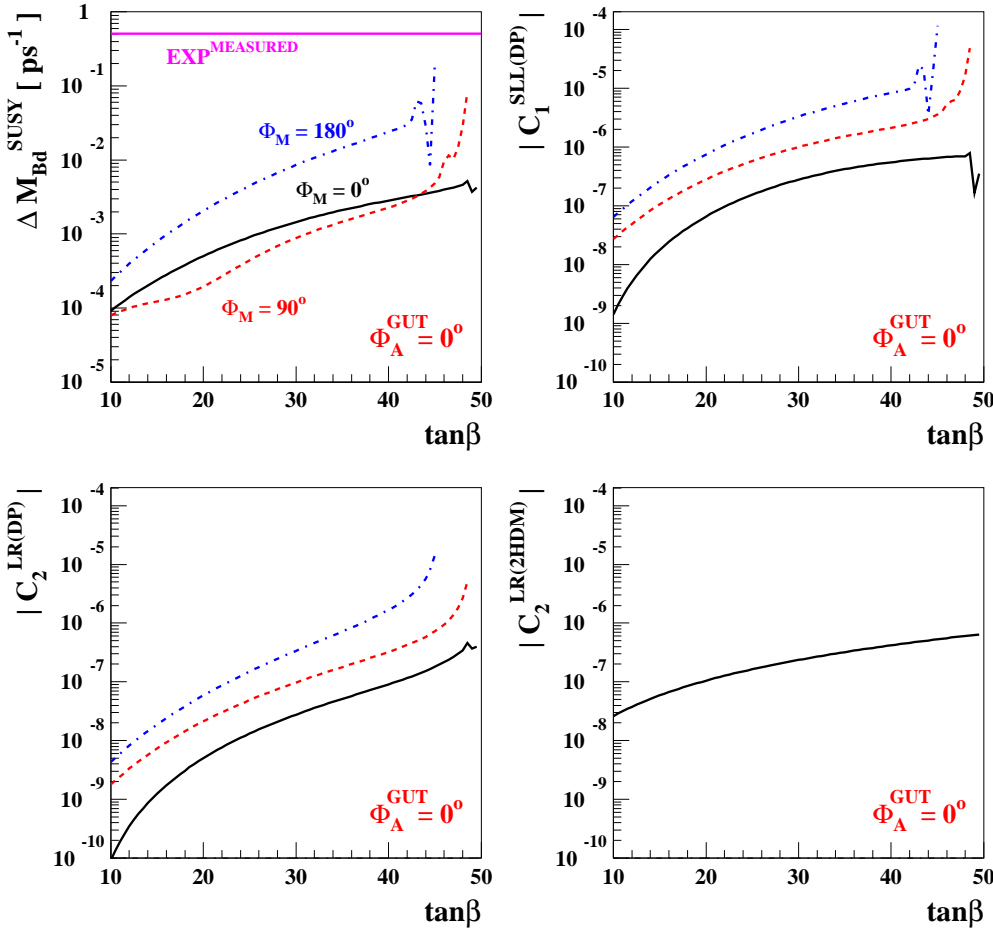 Δ M_Bd^SUSY [ ps^-1 ]
1
10^-1
10^-2
10^-3
10^-4
10^-5
EXP^MEASURED
Φ_M = 180°
Φ_M = 0°
Φ_M = 90°
Φ_A^GUT = 0°
10 20 30 40 50
tanβ
| C_1^SLL(DP) |
10^-4
10^-5
10^-6
10^-7
10^-8
10^-9
10^-10
Φ_A^GUT = 0°
10 20 30 40 50
tanβ
| C_2^LR(DP) |
10^-4
10^-5
10^-6
10^-7
10^-8
10^-9
10^-10
Φ_A^GUT = 0°
10 20 30 40 50
tanβ
| C_2^LR(2HDM) |
10^-4
10^-5
10^-6
10^-7
10^-8
10^-9
10^-10
Φ_A^GUT = 0°
10 20 30 40 50
tanβ